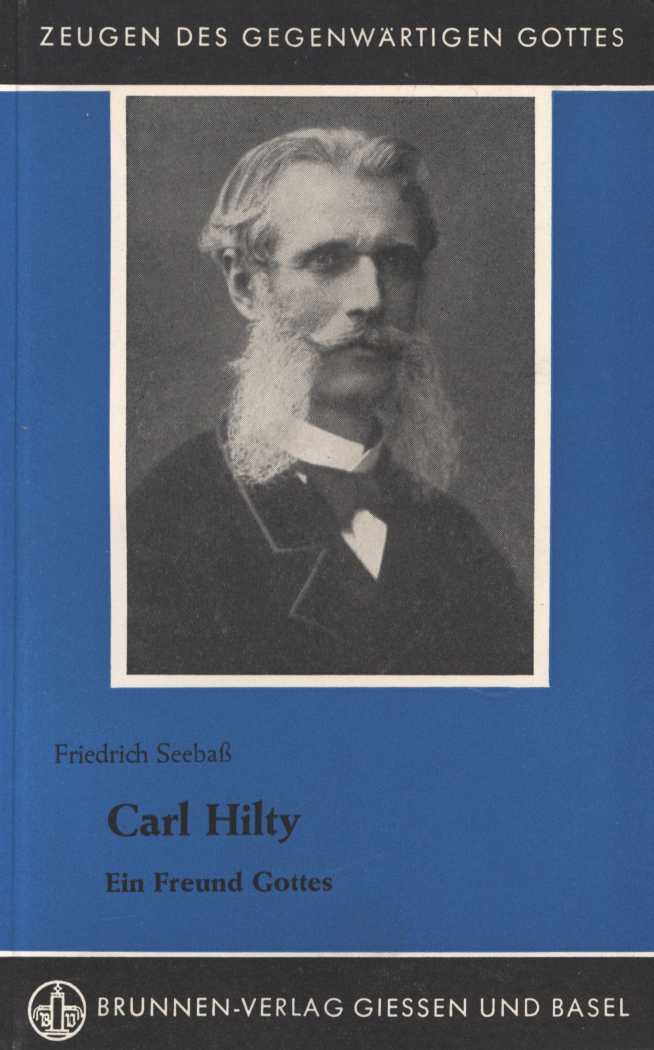 ZEUGEN DES GEGENWÄRTIGEN GOTTES
Friedrich Seebaß
Carl Hilty
Ein Freund Gottes
BRUNNEN-VERLAG GIESSEN UND BASEL